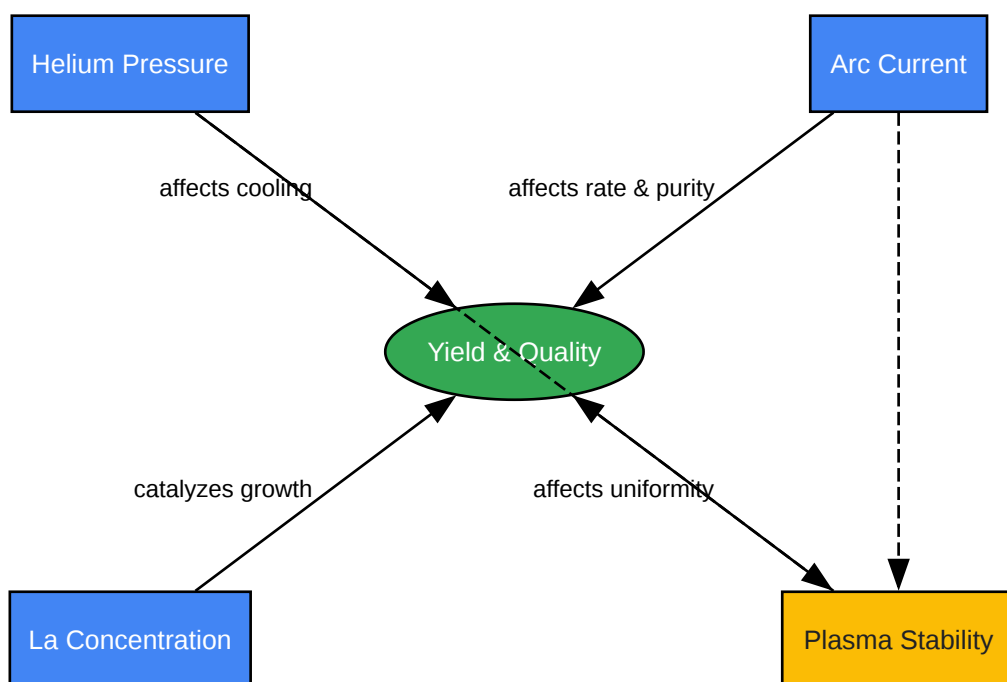 Helium Pressure
Arc Current
affects cooling
affects rate & purity
Yield & Quality
catalyzes growth
affects uniformity
La Concentration
Plasma Stability